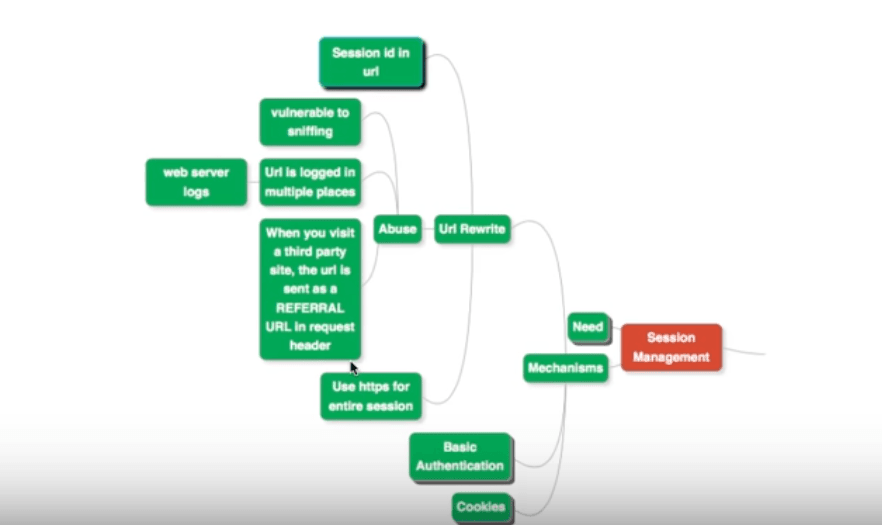 Session id in
url
vulnerable to
sniffing
web server
logs
Url is logged in
multiple places
When you visit
a third party
site, the url is
sent as a
REFERRAL
URL in request
header
Abuse
Url Rewrite
Use https for
entire session
Need
Session
Management
Mechanisms
Basic
Authentication
Cookies